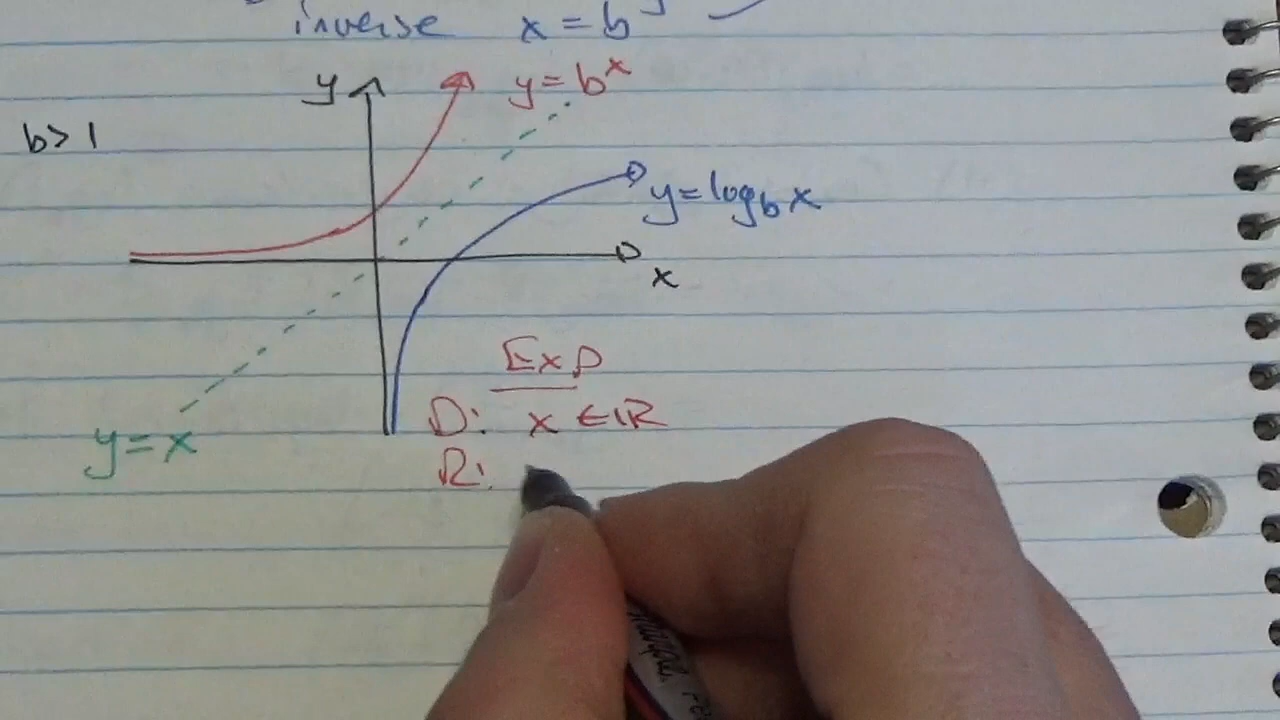 inverse x = b^y
y y = b^x
b > 1
y = log_b x
x
Exp
D: x ∈ ℝ
y = x
R: